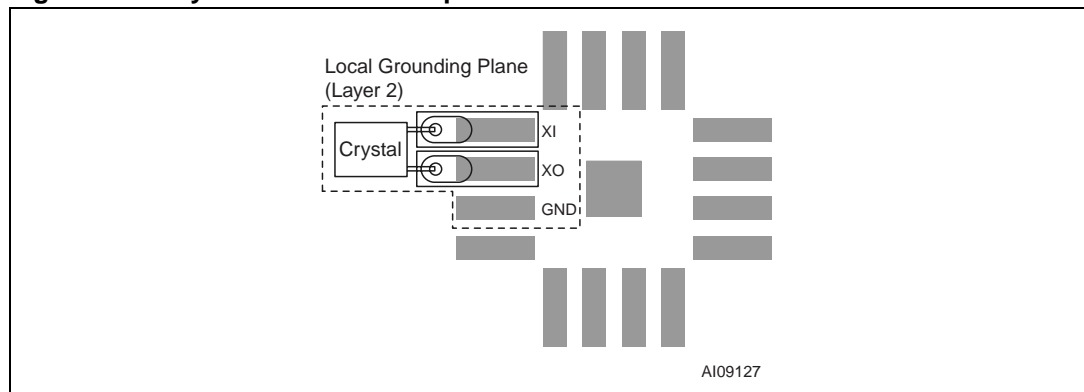 Local Grounding Plane
(Layer 2)
Crystal
XI
XO
GND
AI09127